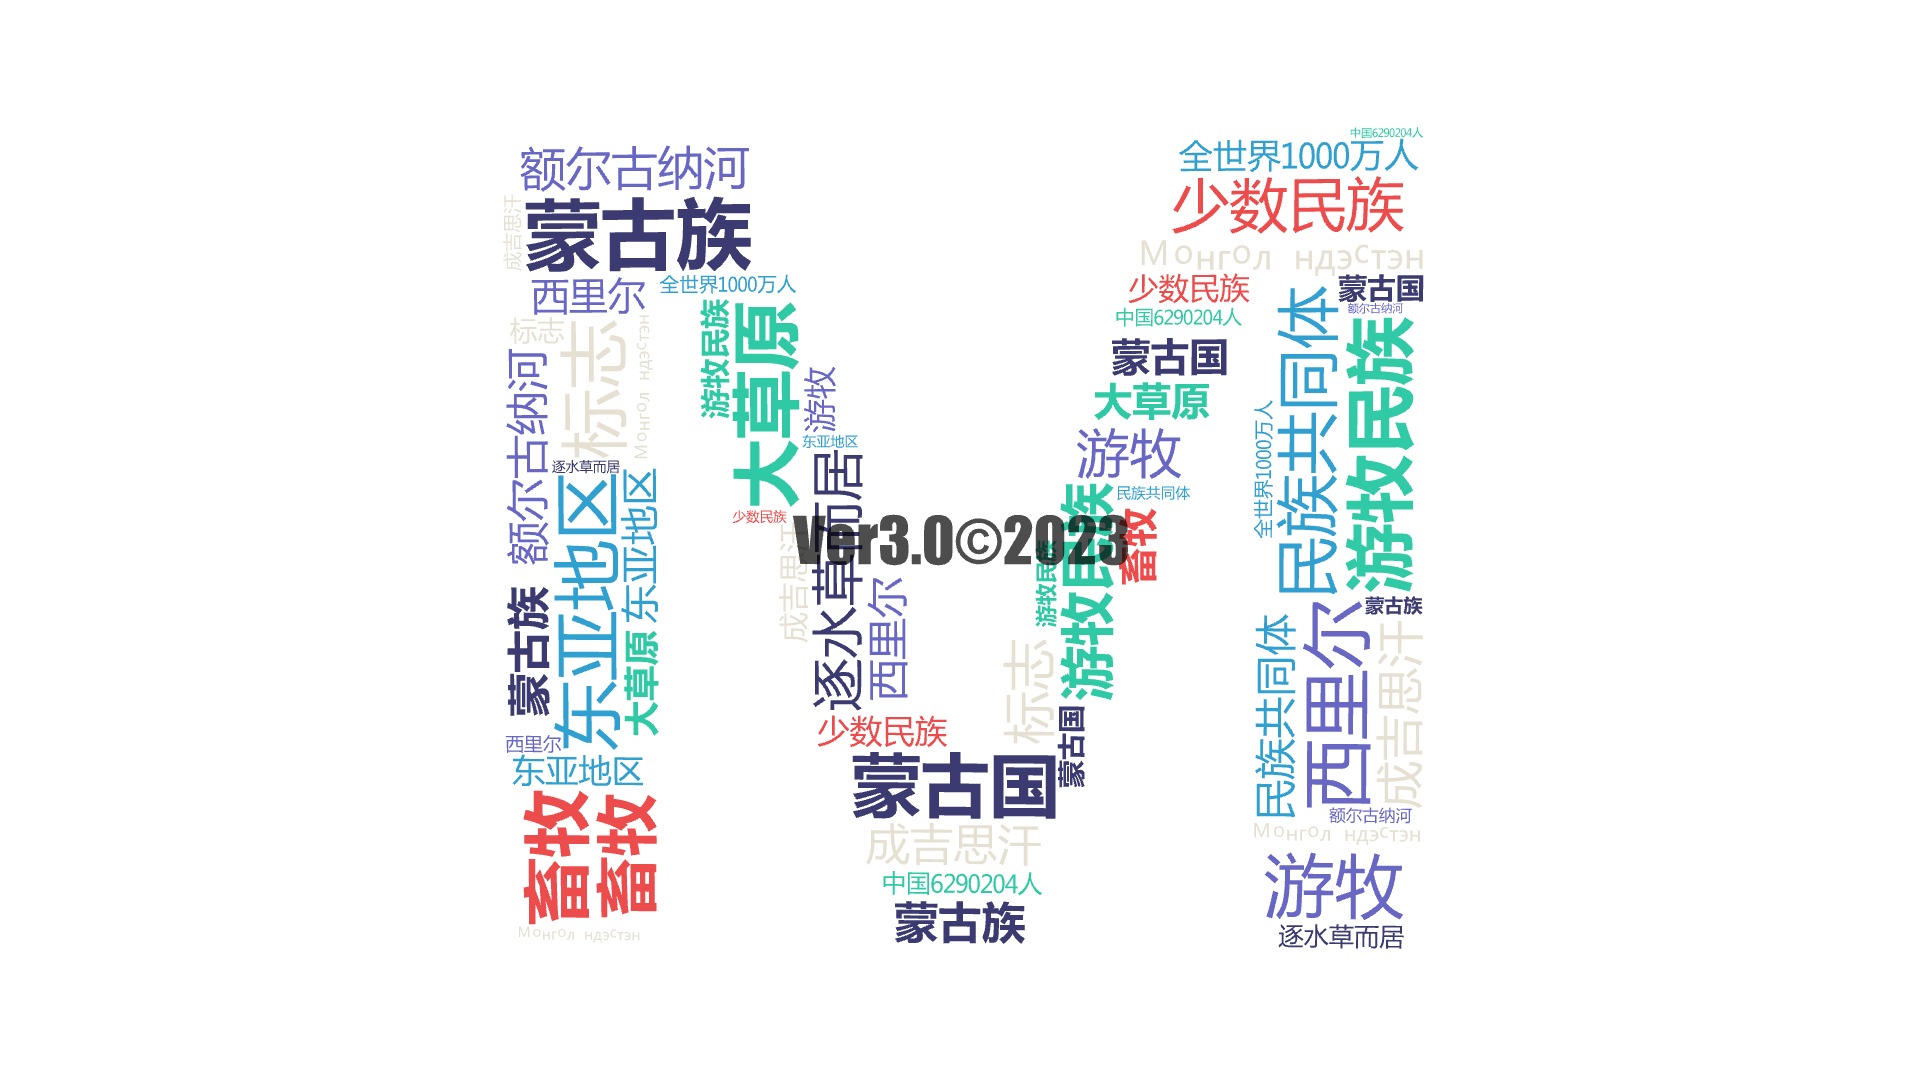 中国6290204人
全世界1000万人
额尔古纳河
少数民族
成吉思汗
蒙古族
Монгол ндэстэн
西里尔
全世界1000万人
少数民族
蒙古国
额尔古纳河
标志
标志
Монгол ндэстэн
游牧民族
大草原
游牧
中国6290204人
蒙古国
大草原
民族共同体
游牧民族
额尔古纳河
东亚地区
游牧
全世界1000万人
逐水草而居
东亚地区
东亚地区
逐水草而居
民族共同体
少数民族
Ver3.0©2023
成吉思汗
游牧民族
游牧民族
畜牧
蒙古族
大草原
西里尔
标志
蒙古族
西里尔
民族共同体
成吉思汗
西里尔
东亚地区
少数民族
蒙古国
蒙古国
额尔古纳河
畜牧
畜牧
成吉思汗
Монгол ндэстэн
中国6290204人
游牧
蒙古族
Монгол ндэстэн
逐水草而居